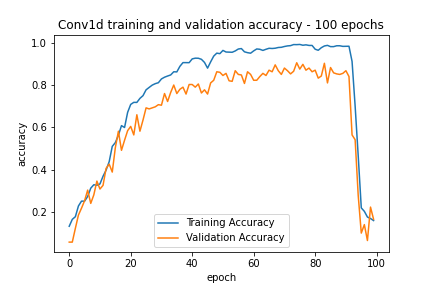 Conv1d training and validation accuracy - 100 epochs
1.0
0.8
0.6
0.4
0.2
accuracy
Training Accuracy
Validation Accuracy
0 20 40 60 80 100
epoch